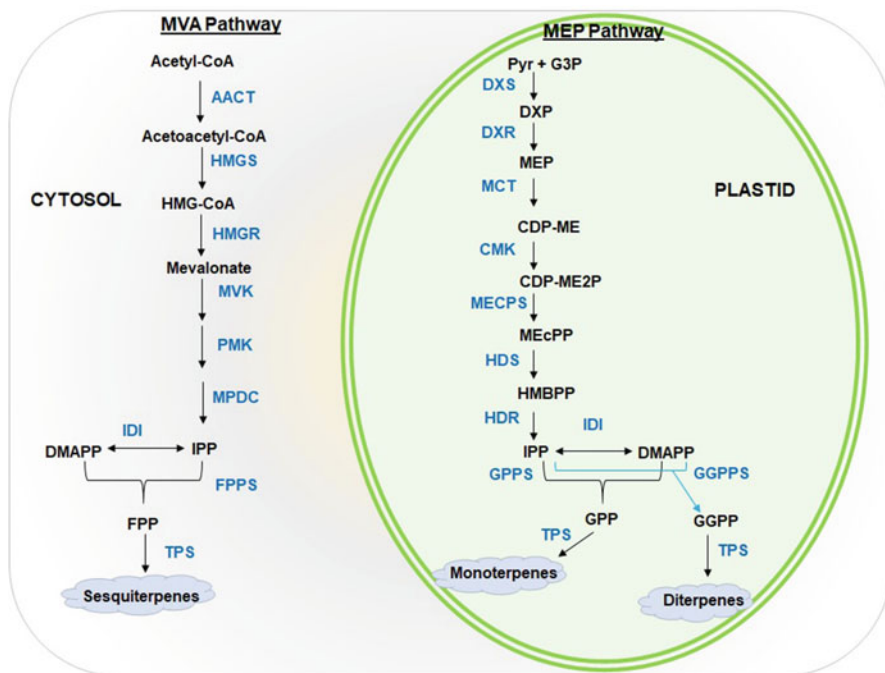 MVA Pathway
Acetyl-CoA
AACT
Acetoacetyl-CoA
HMGS
CYTOSOL
HMG-CoA
HMGR
Mevalonate
MVK
PMK
MPDC
IDI
DMAPP
IPP
FPPS
FPP
TPS
Sesquiterpenes
MEP Pathway
Pyr + G3P
DXS
DXP
DXR
MEP
MCT
PLASTID
CDP-ME
CMK
CDP-ME2P
MECPS
MEcPP
HDS
HMBPP
HDR
IDI
IPP
DMAPP
GPPS
GGPPS
GPP
GGPP
TPS
TPS
Monoterpenes
Diterpenes